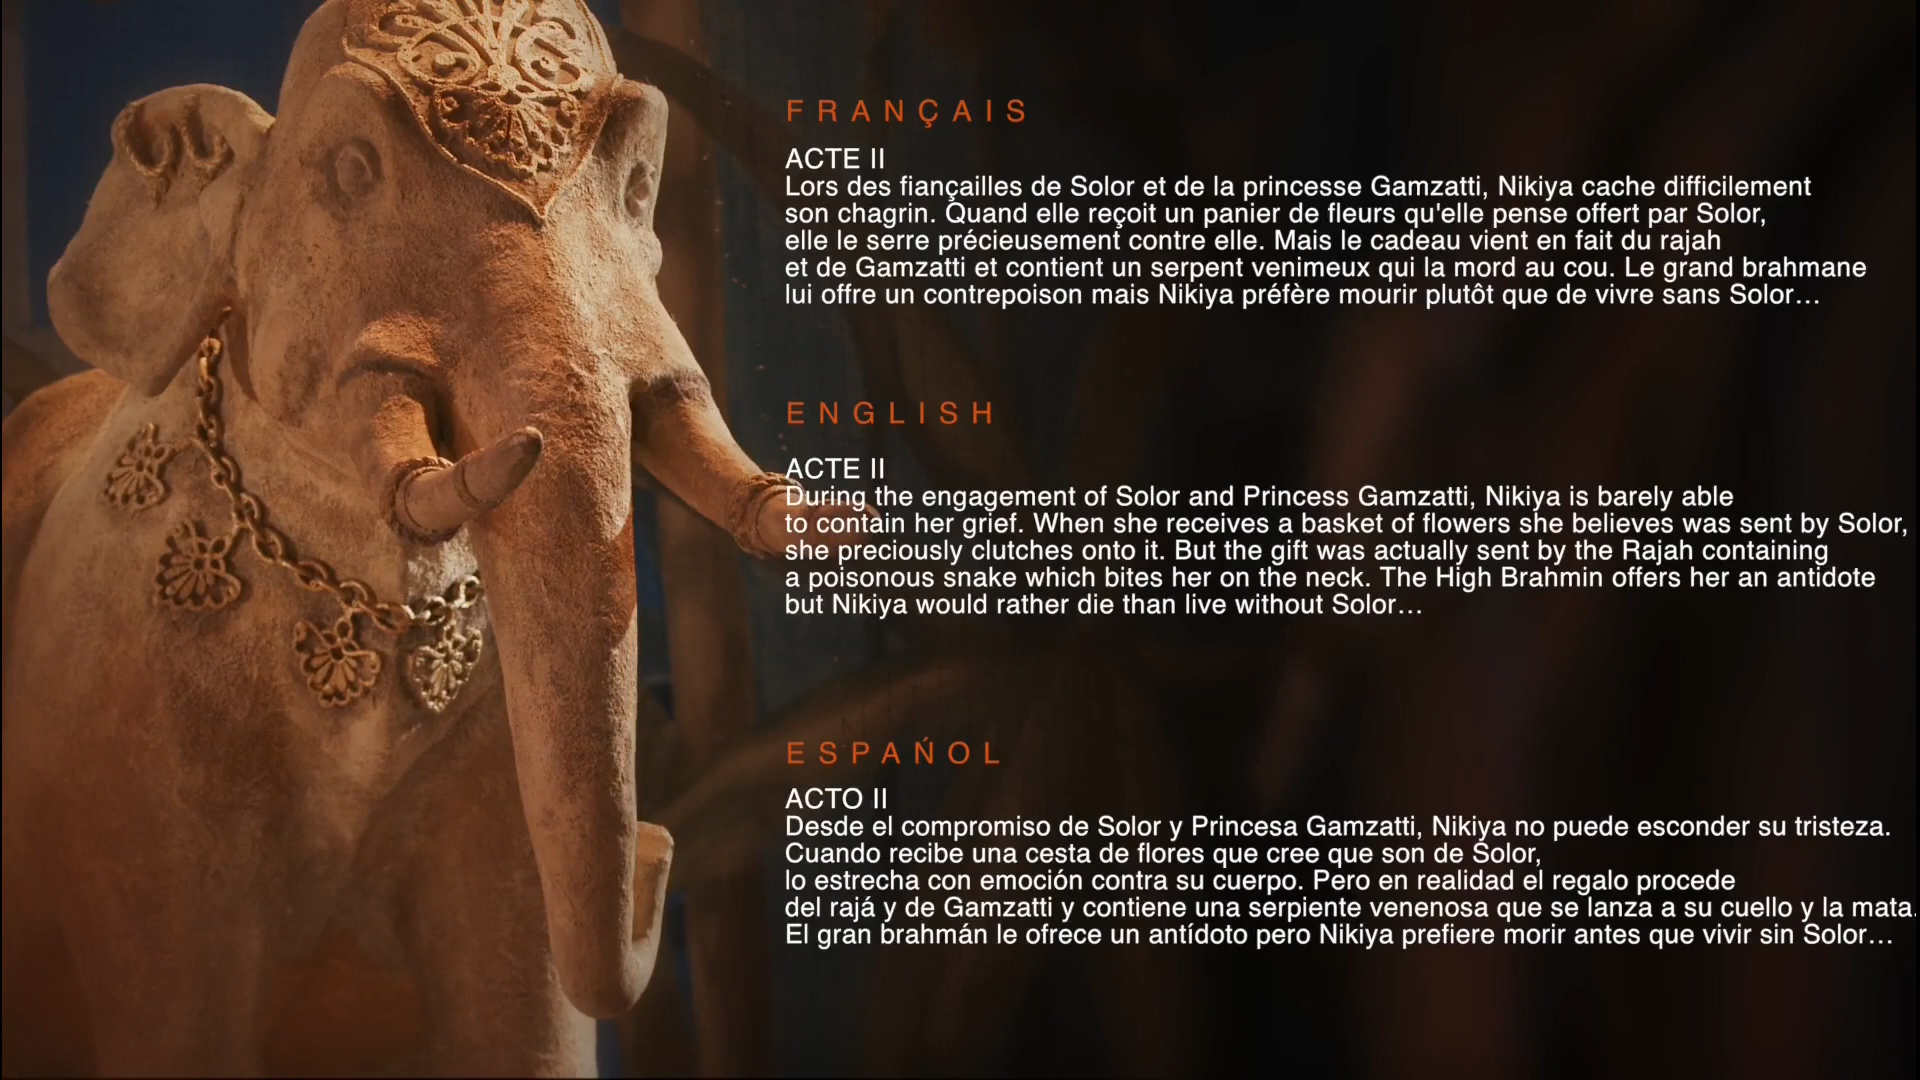 FRANÇAIS
ACTE II
Lors des fiançailles de Solor et de la princesse Gamzatti, Nikiya cache difficilement
son chagrin. Quand elle reçoit un panier de fleurs qu'elle pense offert par Solor,
elle le serre précieusement contre elle. Mais le cadeau vient en fait du rajah
et de Gamzatti et contient un serpent venimeux qui la mord au cou. Le grand brahmane
lui offre un contrepoison mais Nikiya préfère mourir plutôt que de vivre sans Solor…
ENGLISH
ACTE II
During the engagement of Solor and Princess Gamzatti, Nikiya is barely able
to contain her grief. When she receives a basket of flowers she believes was sent by Solor,
she preciously clutches onto it. But the gift was actually sent by the Rajah containing
a poisonous snake which bites her on the neck. The High Brahmin offers her an antidote
but Nikiya would rather die than live without Solor…
ESPAŃOL
ACTO II
Desde el compromiso de Solor y Princesa Gamzatti, Nikiya no puede esconder su tristeza.
Cuando recibe una cesta de flores que cree que son de Solor,
lo estrecha con emoción contra su cuerpo. Pero en realidad el regalo procede
del rajá y de Gamzatti y contiene una serpiente venenosa que se lanza a su cuello y la mata.
El gran brahmán le ofrece un antídoto pero Nikiya prefiere morir antes que vivir sin Solor…